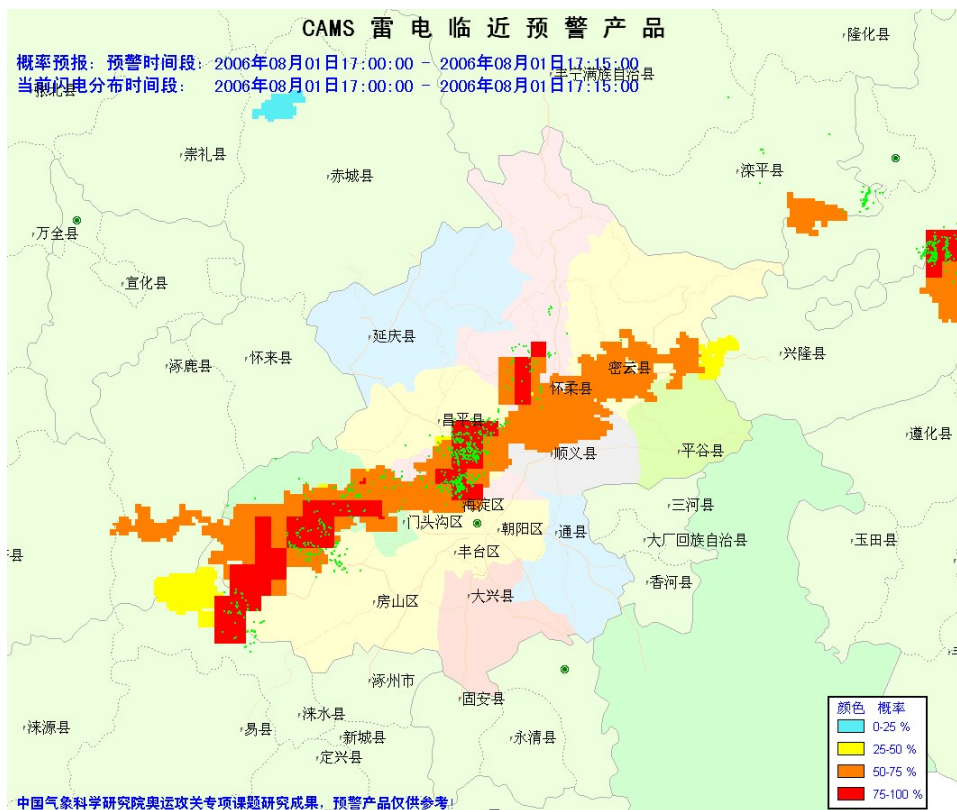 CAMS 雷电临近预警产品
概率预报：预警时间段：2006年08月01日17:00:00 - 2006年08月01日17:15:00
当前闪电分布时间段： 2006年08月01日17:00:00 - 2006年08月01日17:15:00
隆化县
丰宁满族自治县
张北县
崇礼县
赤城县
滦平县
万全县
宣化县
延庆县
怀来县
涿鹿县
兴隆县
密云县
怀柔县
昌平县
遵化县
顺义县
平谷县
海淀区
三河县
门头沟区
朝阳区
通县
大厂回族自治县
玉田县
丰台区
香河县
房山区
大兴县
涿州市
固安县
涞水县
涞源县
易县
新城县
永清县
定兴县
颜色 概率
0-25 %
25-50 %
50-75 %
75-100 %
中国气象科学研究院奥运攻关专项课题研究成果，预警产品仅供参考！